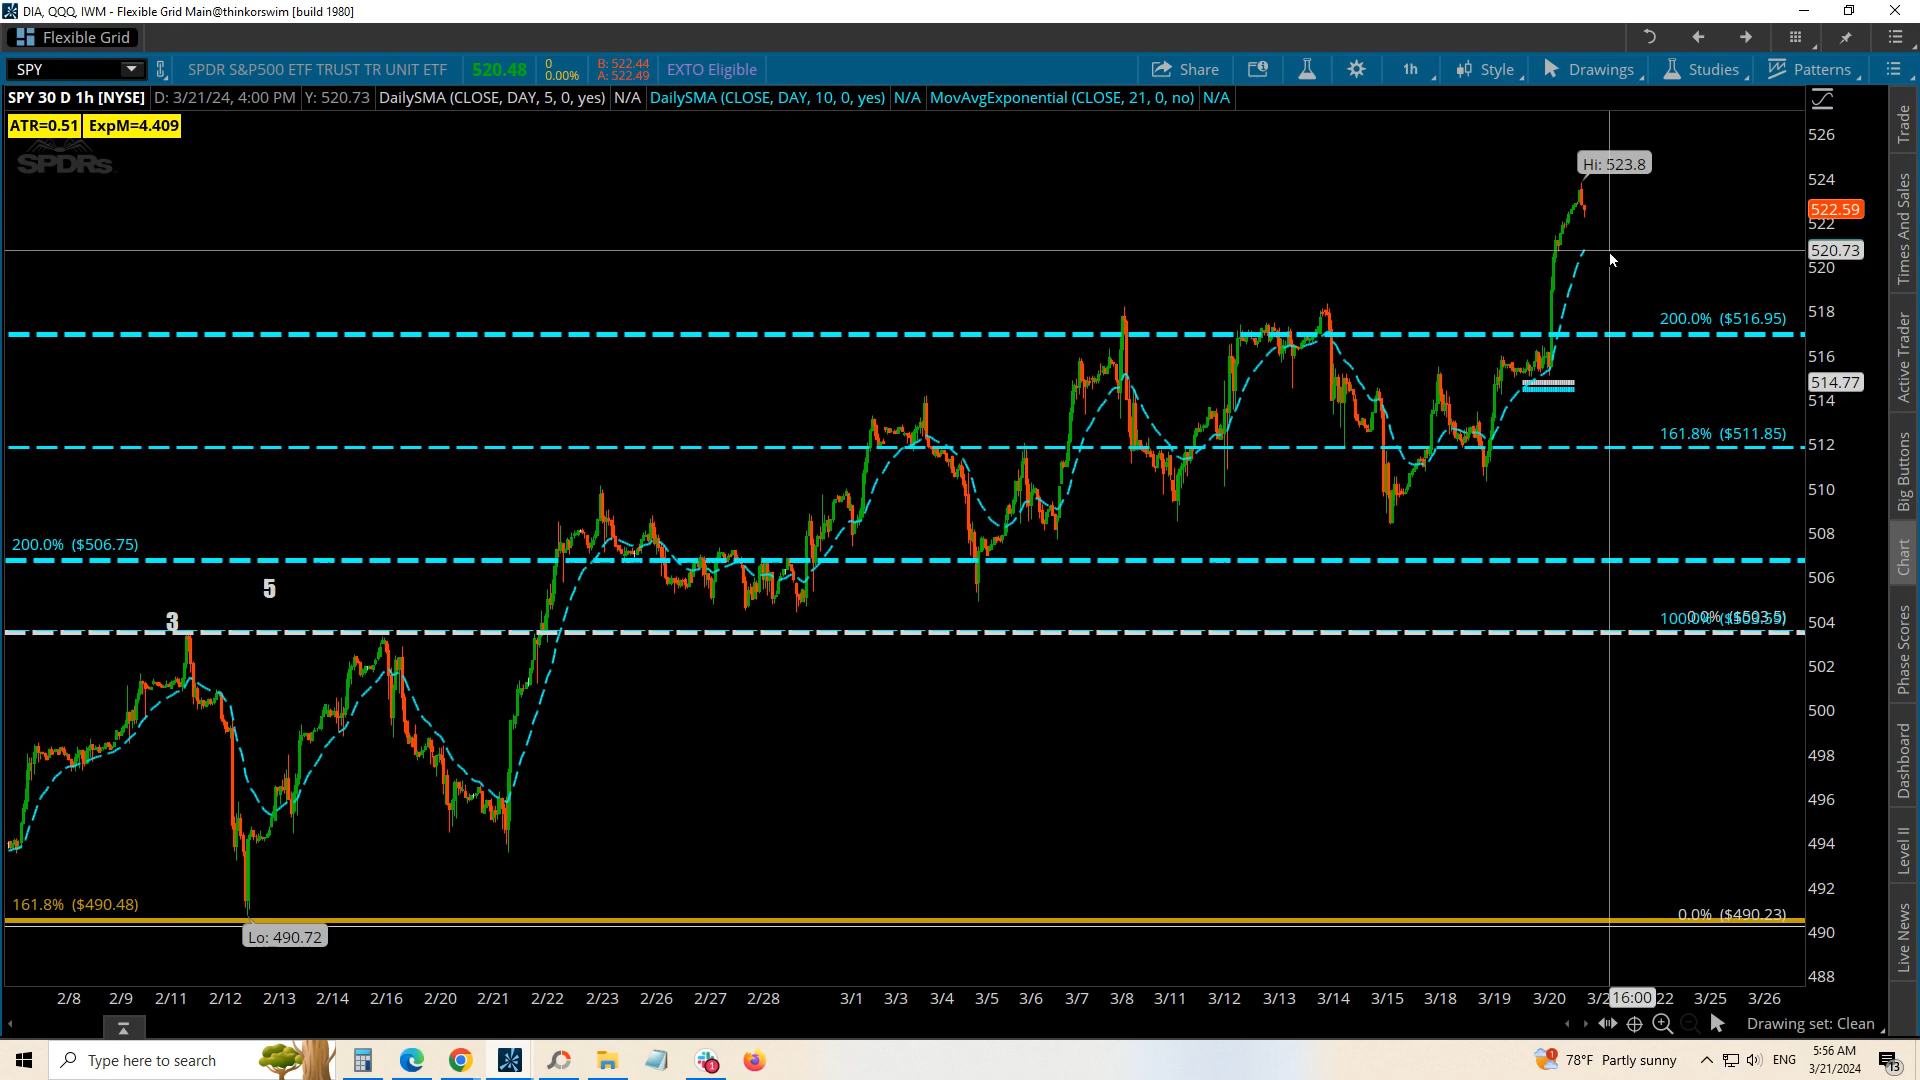 DIA, QQQ, IWM - Flexible Grid Main@thinkorswim [build 1980]
Flexible Grid
SPY
SPDR S&P500 ETF TRUST TR UNIT ETF
520.48
0
0.00%
B: 522.44
A: 522.49
EXTO Eligible
Share
1h
Style
Drawings
Studies
Patterns
SPY 30 D 1h [NYSE]
D: 3/21/24, 4:00 PM
Y: 520.73
DailySMA (CLOSE, DAY, 5, 0, yes)
N/A
DailySMA (CLOSE, DAY, 10, 0, yes)
N/A
MovAvgExponential (CLOSE, 21, 0, no)
N/A
ATR=0.51
ExpM=4.409
SPDRs
Hi: 523.8
200.0% ($516.95)
161.8% ($511.85)
200.0% ($506.75)
5
3
0.0% ($503.5)
161.8% ($490.48)
0.0% ($490.23)
Lo: 490.72
526
524
522.59
522
520.73
520
518
516
514.77
514
512
510
508
506
504
502
500
498
496
494
492
490
488
Trade
Times And Sales
Active Trader
Big Buttons
Chart
Phase Scores
Dashboard
Level II
Live News
2/8
2/9
2/11
2/12
2/13
2/14
2/16
2/20
2/21
2/22
2/23
2/26
2/27
2/28
3/1
3/3
3/4
3/5
3/6
3/7
3/8
3/11
3/12
3/13
3/14
3/15
3/18
3/19
3/20
16:00
22
3/25
3/26
Drawing set: Clean
Type here to search
78°F Partly sunny
ENG
5:56 AM
3/21/2024
13